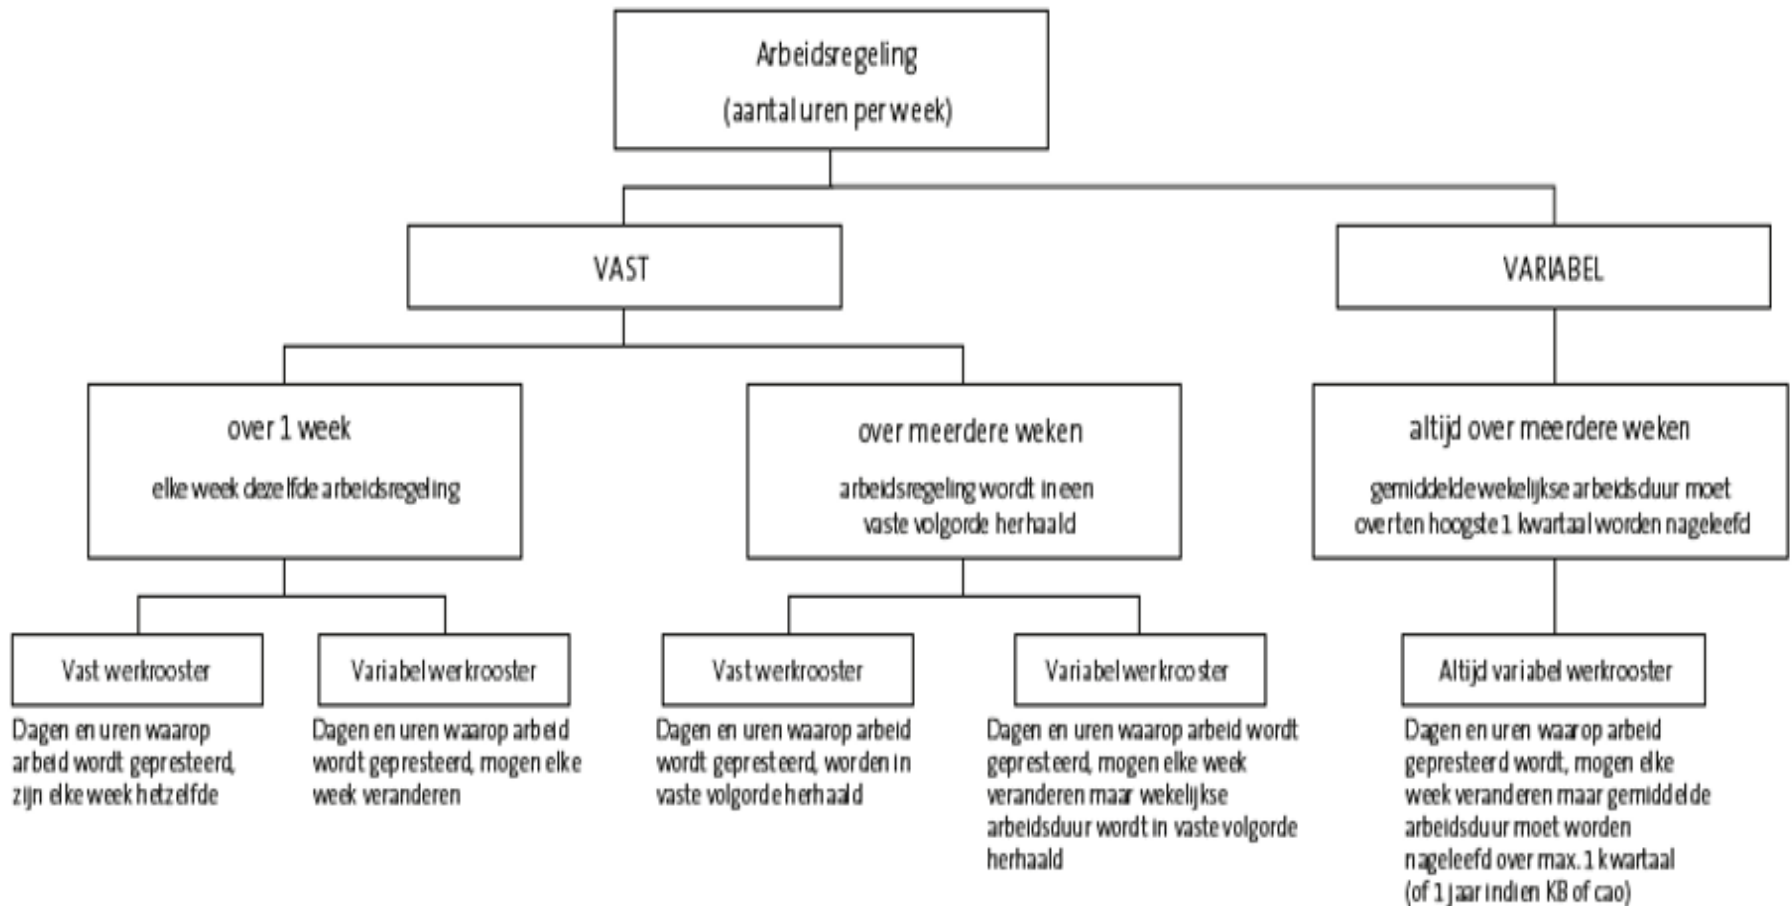 Arbeidsregeling
(aantal uren per week)
VAST
VARIABEL
over 1 week
elke week dezelfde arbeidsregeling
over meerdere weken
arbeidsregeling wordt in een
vaste volgorde herhaald
altijd over meerdere weken
gemiddelde wekelijkse arbeidsduur moet
over ten hoogste 1 kwartaal worden nageleefd
Vast werkrooster
Dagen en uren waarop
arbeid wordt gepresteerd,
zijn elke week hetzelfde
Variabel werkrooster
Dagen en uren waarop arbeid
wordt gepresteerd, mogen elke
week veranderen
Vast werkrooster
Dagen en uren waarop arbeid
wordt gepresteerd, worden in
vaste volgorde herhaald
Variabel werkrooster
Dagen en uren waarop arbeid wordt
gepresteerd, mogen elke week
veranderen maar wekelijkse
arbeidsduur wordt in vaste volgorde
herhaald
Altijd variabel werkrooster
Dagen en uren waarop arbeid
gepresteerd wordt, mogen elke
week veranderen maar gemiddelde
arbeidsduur moet worden
nageleefd over max. 1 kwartaal
(of 1 jaar indien KB of cao)